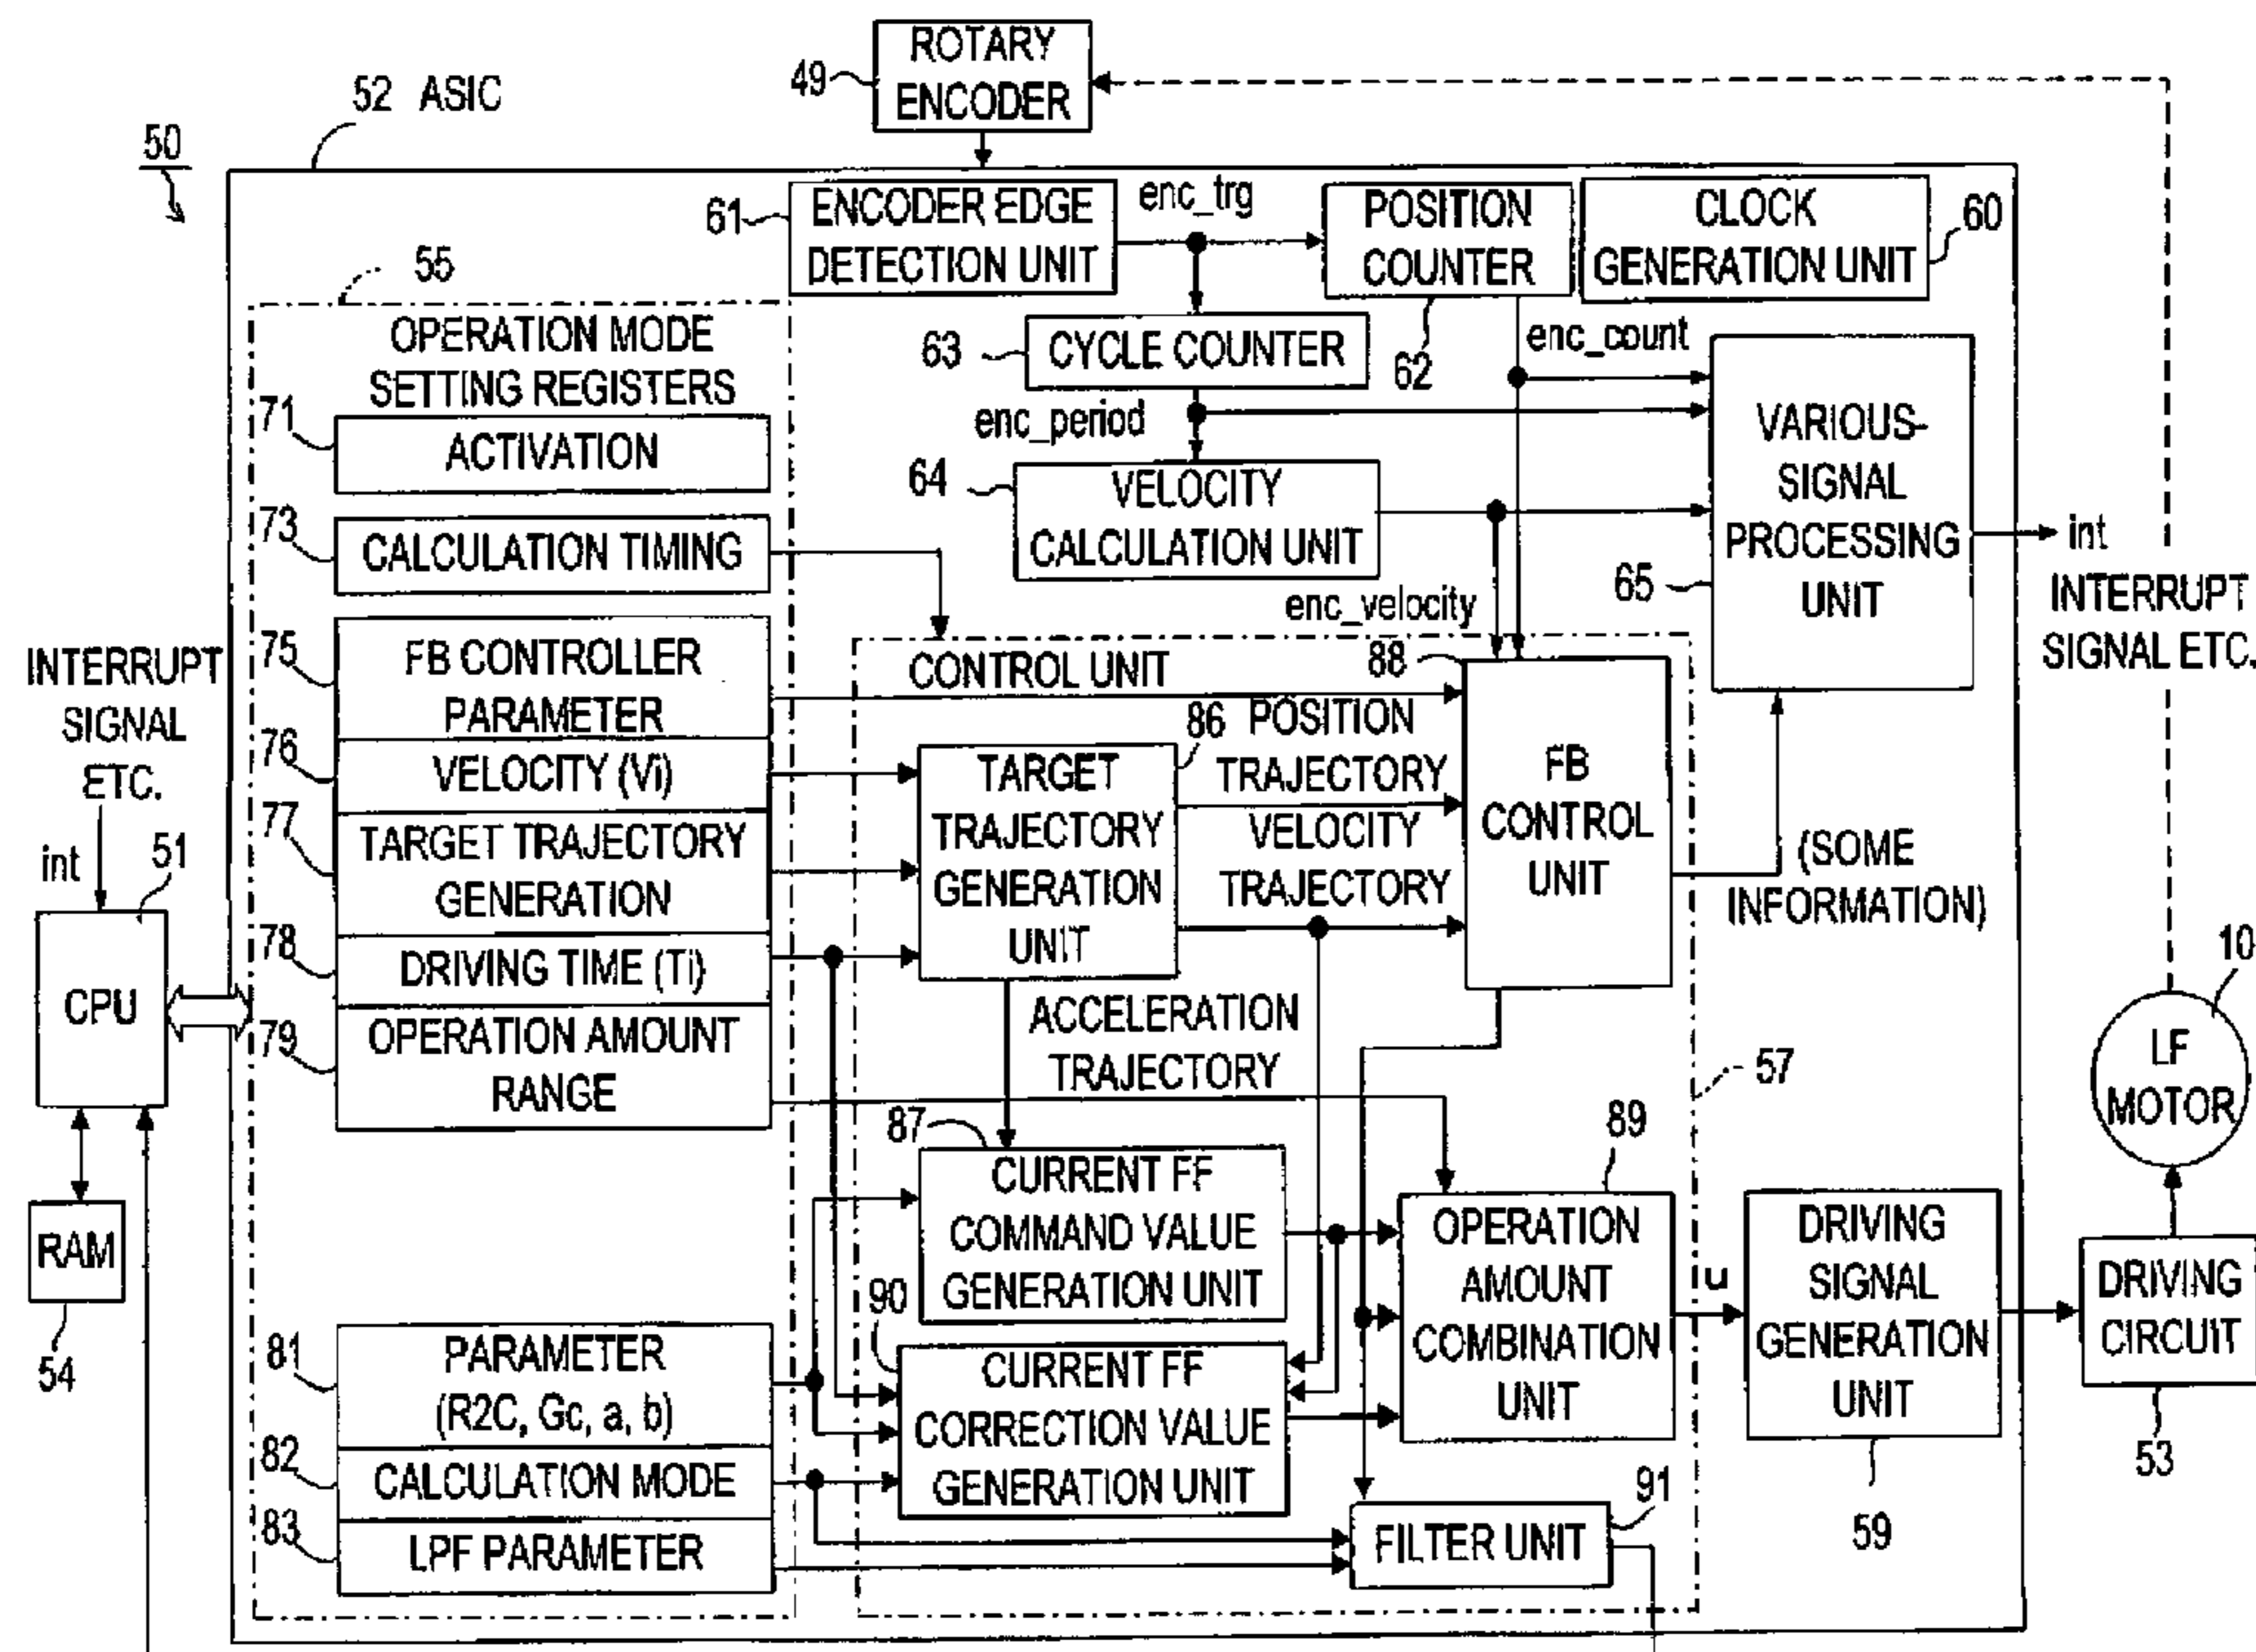 ROTARY
ENCODER
49
52 ASIC
50
61
ENCODER EDGE
DETECTION UNIT
enc_trg
POSITION
COUNTER
62
CLOCK
GENERATION UNIT
60
55
OPERATION MODE
SETTING REGISTERS
63
CYCLE COUNTER
enc_count
enc_period
71
ACTIVATION
64
VELOCITY
CALCULATION UNIT
VARIOUS-
SIGNAL
PROCESSING
UNIT
65
int
INTERRUPT
SIGNAL ETC.
73
CALCULATION TIMING
enc_velocity
INTERRUPT
SIGNAL
ETC.
int
51
CPU
RAM
54
75
FB CONTROLLER
PARAMETER
76
VELOCITY (Vi)
77
TARGET TRAJECTORY
GENERATION
78
DRIVING TIME (Ti)
79
OPERATION AMOUNT
RANGE
CONTROL UNIT
88
86
TARGET
TRAJECTORY
GENERATION
UNIT
POSITION
TRAJECTORY
VELOCITY
TRAJECTORY
FB
CONTROL
UNIT
(SOME
INFORMATION)
ACCELERATION
TRAJECTORY
57
10
LF
MOTOR
87
CURRENT FF
COMMAND VALUE
GENERATION UNIT
89
OPERATION
AMOUNT
COMBINATION
UNIT
u
DRIVING
SIGNAL
GENERATION
UNIT
59
DRIVING
CIRCUIT
53
81
PARAMETER
(R2C, Gc, a, b)
82
CALCULATION MODE
83
LPF PARAMETER
90
CURRENT FF
CORRECTION VALUE
GENERATION UNIT
91
FILTER UNIT